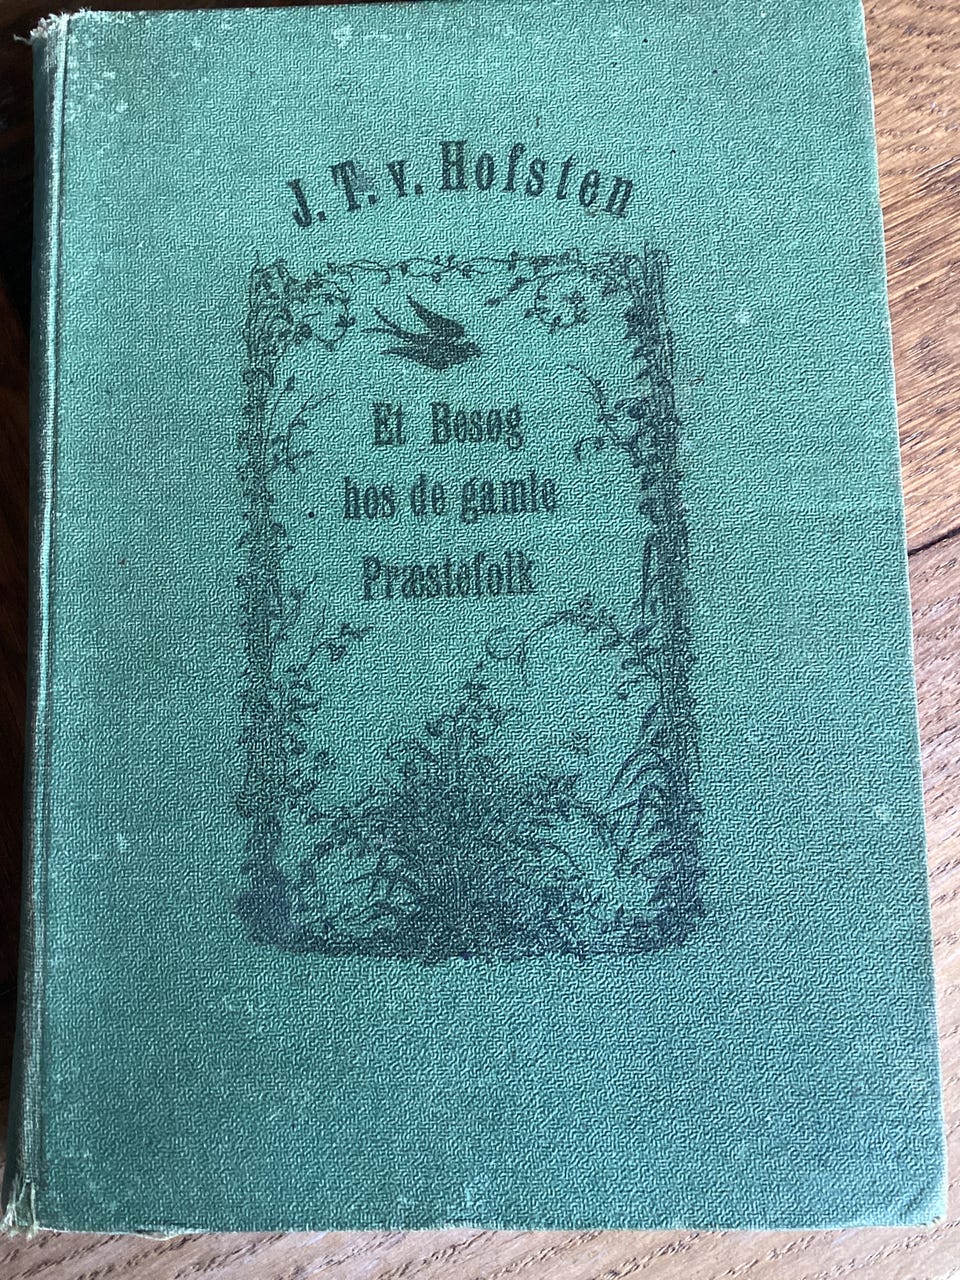 J. T. v. Hofsten
Et Besøg
hos de gamle
Præstefolk